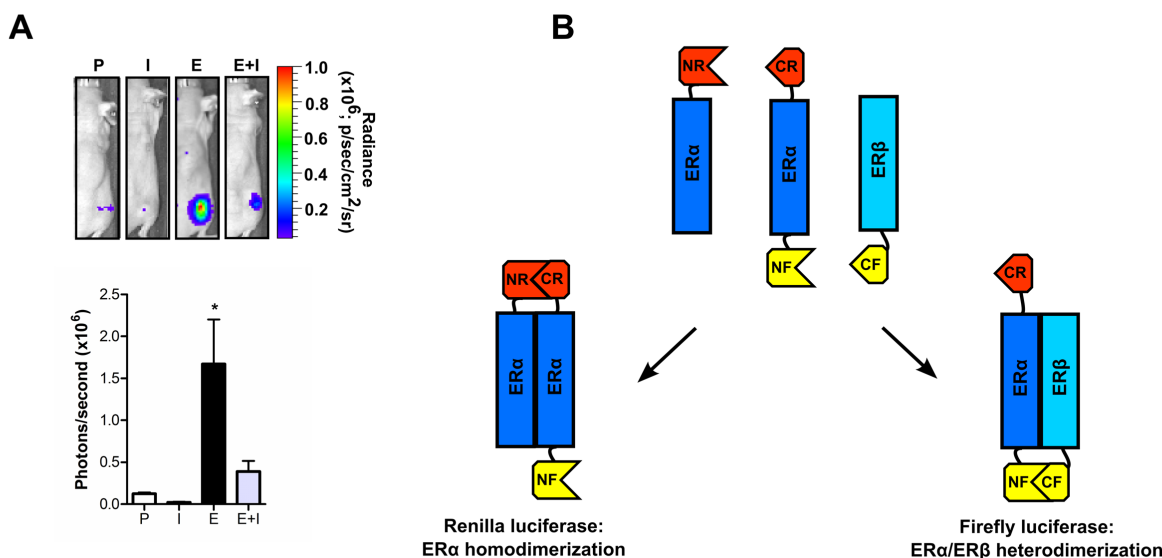 A
P I E E+I
1.0
0.8
0.6
0.4
0.2
Radiance
(x10⁶; p/sec/cm²/sr)
2.5
2.0
1.5
1.0
0.5
0.0
Photons/second (x10⁶)
*
P I E E+I
B
NR CR
ERα ERα ERβ
NF CF
NR CR
ERα ERα
NF
Renilla luciferase:
ERα homodimerization
CR
ERα ERβ
NF CF
Firefly luciferase:
ERα/ERβ heterodimerization